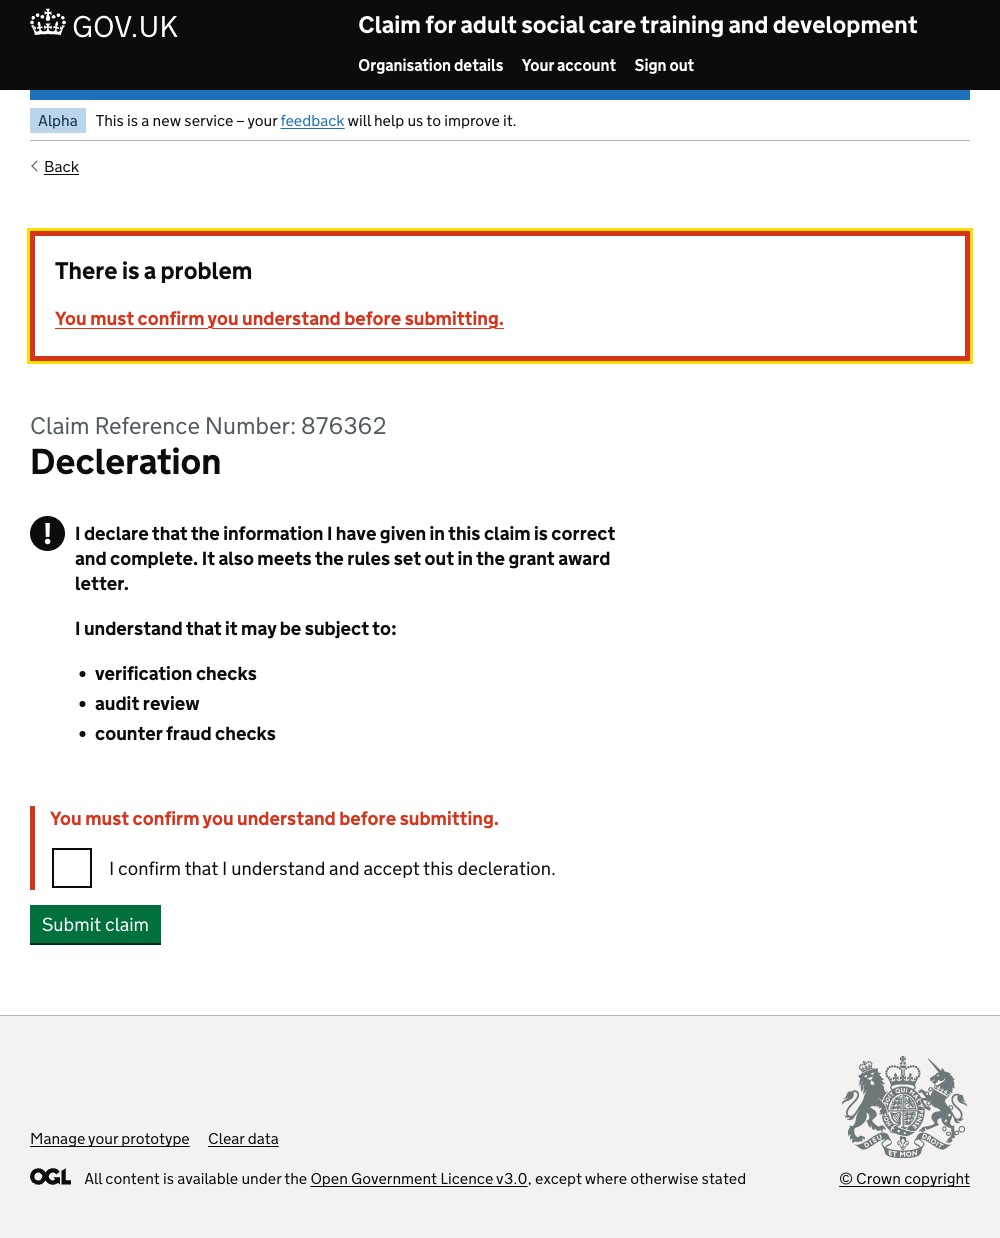 GOV.UK
Claim for adult social care training and development
Organisation details Your account Sign out
Alpha This is a new service – your feedback will help us to improve it.
Back
There is a problem
You must confirm you understand before submitting.
Claim Reference Number: 876362
Decleration
! I declare that the information I have given in this claim is correct
and complete. It also meets the rules set out in the grant award
letter.
I understand that it may be subject to:
• verification checks
• audit review
• counter fraud checks
You must confirm you understand before submitting.
I confirm that I understand and accept this decleration.
Submit claim
Manage your prototype Clear data
OGL All content is available under the Open Government Licence v3.0, except where otherwise stated
DIEU ET MON DROIT
© Crown copyright